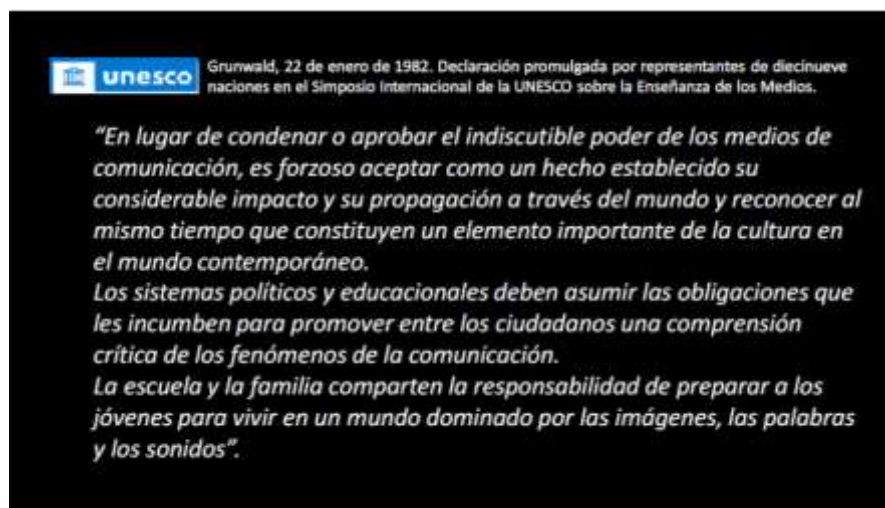 unesco
Grunwald, 22 de enero de 1982. Declaración promulgada por representantes de diecinueve
naciones en el Simposio Internacional de la UNESCO sobre la Enseñanza de los Medios.
“En lugar de condenar o aprobar el indiscutible poder de los medios de
comunicación, es forzoso aceptar como un hecho establecido su
considerable impacto y su propagación a través del mundo y reconocer al
mismo tiempo que constituyen un elemento importante de la cultura en
el mundo contemporáneo.
Los sistemas políticos y educacionales deben asumir las obligaciones que
les incumben para promover entre los ciudadanos una comprensión
crítica de los fenómenos de la comunicación.
La escuela y la familia comparten la responsabilidad de preparar a los
jóvenes para vivir en un mundo dominado por las imágenes, las palabras
y los sonidos”.